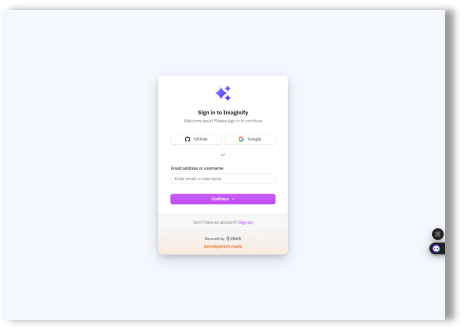 Sign in to Imaginify
Welcome back! Please sign in to continue
GitHub
Google
or
Email address or username
Enter email or username
Continue
Don't have an account? Sign up
Secured by clerk
Development mode